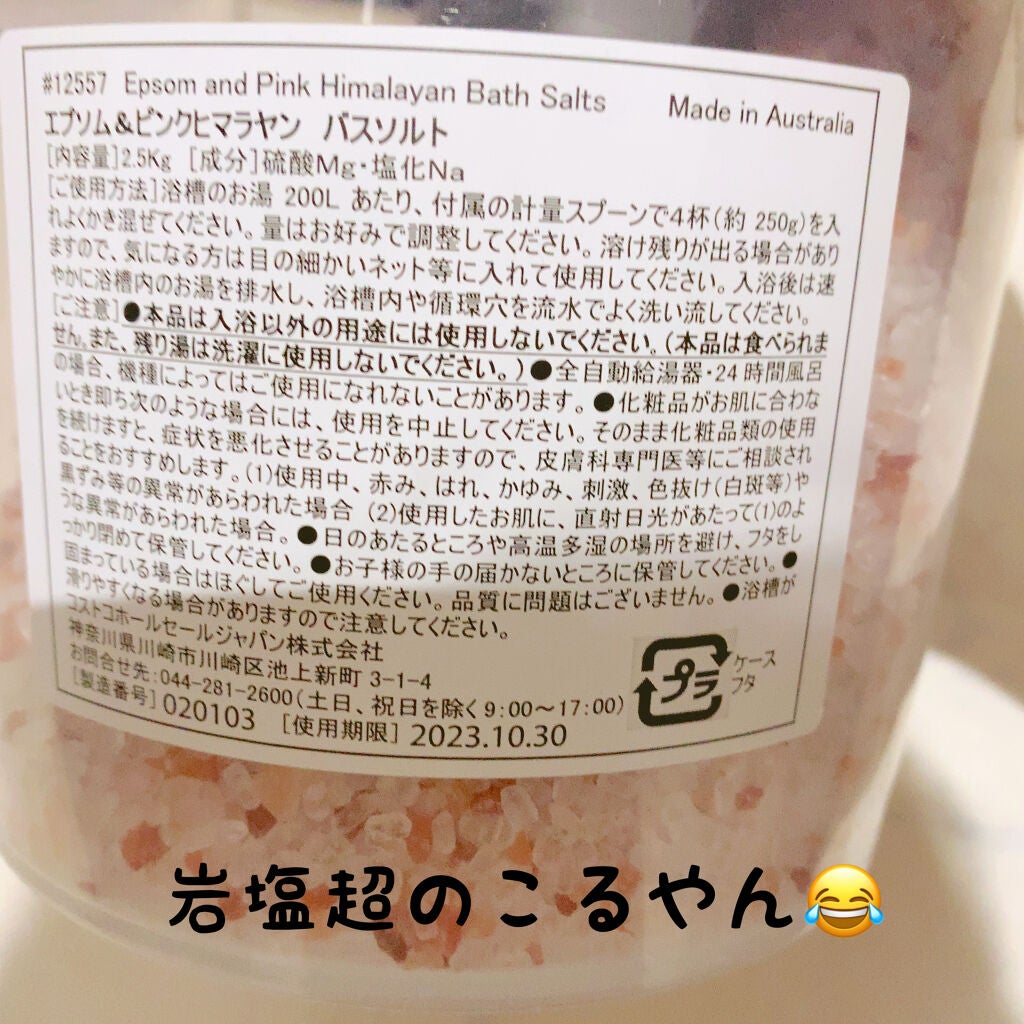 #12557 Epsom and Pink Himalayan Bath Salts
Made in Australia
エプソム&ピンクヒマラヤン バスソルト
[内容量]2.5Kg [成分]硫酸Mg・塩化Na
[ご使用方法]浴槽のお湯 200L あたり、付属の計量スプーンで4杯(約 250g)を入
れよくかき混ぜてください。量はお好みで調整してください。溶け残りが出る場合があり
ますので、気になる方は目の細かいネット等に入れて使用してください。入浴後は速
やかに浴槽内のお湯を排水し、浴槽内や循環穴を流水でよく洗い流してください。
[ご注意]●本品は入浴以外の用途には使用しないでください。(本品は食べられま
せん。また、残り湯は洗濯に使用しないでください。)●全自動給湯器・24時間風呂
の場合、機種によってはご使用になれないことがあります。●化粧品がお肌に合わな
いとき即ち次のような場合には、使用を中止してください。そのまま化粧品類の使用
を続けますと、症状を悪化させることがありますので、皮膚科専門医等にご相談され
ることをおすすめします。(1)使用中、赤み、はれ、かゆみ、刺激、色抜け(白斑等)や
黒ずみ等の異常があらわれた場合 (2)使用したお肌に、直射日光があたって(1)のよ
うな異常があらわれた場合。●日のあたるところや高温多湿の場所を避け、フタをし
っかり閉めて保管してください。●お子様の手の届かないところに保管してください。●
固まっている場合はほぐしてご使用ください。品質に問題はございません。●浴槽が
滑りやすくなる場合がありますので注意してください。
コストコホールセールジャパン株式会社
神奈川県川崎市川崎区池上新町 3-1-4
お問合せ先:044-281-2600(土日、祝日を除く9:00～17:00)
[製造番号] 020103 [使用期限] 2023.10.30
プラ
ケース
フタ
岩塩超のこるやん😂